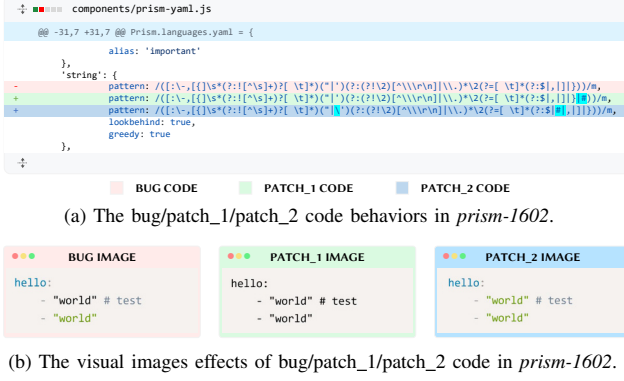 components/prism-yaml.js
@@ -31,7 +31,7 @@ Prism.languages.yaml = {
alias: 'important'
},
'string': {
- pattern: /([:\-,[{]\s*(?:![^\s]+)?[ \t]*)("|')(?:(?!\2)[^\\\r\n]|\\.)*\2(?=[ \t]*(?:$|,|]|}))/m,
+ pattern: /([:\-,[{]\s*(?:![^\s]+)?[ \t]*)("|')(?:(?!\2)[^\\\r\n]|\\.)*\2(?=[ \t]*(?:$|,|]|}|#))/m,
+ pattern: /([:\-,[{]\s*(?:![^\s]+)?[ \t]*)("|\')(?:(?!\2)[^\\\r\n]|\\.)*\2(?=[ \t]*(?:$|#|,|]|}))/m,
lookbehind: true,
greedy: true
},
BUG CODE PATCH_1 CODE PATCH_2 CODE
(a) The bug/patch_1/patch_2 code behaviors in prism-1602.
BUG IMAGE PATCH_1 IMAGE PATCH_2 IMAGE
hello: hello: hello:
- "world" # test - "world" # test - "world" # test
- "world" - "world" - "world"
(b) The visual images effects of bug/patch_1/patch_2 code in prism-1602.